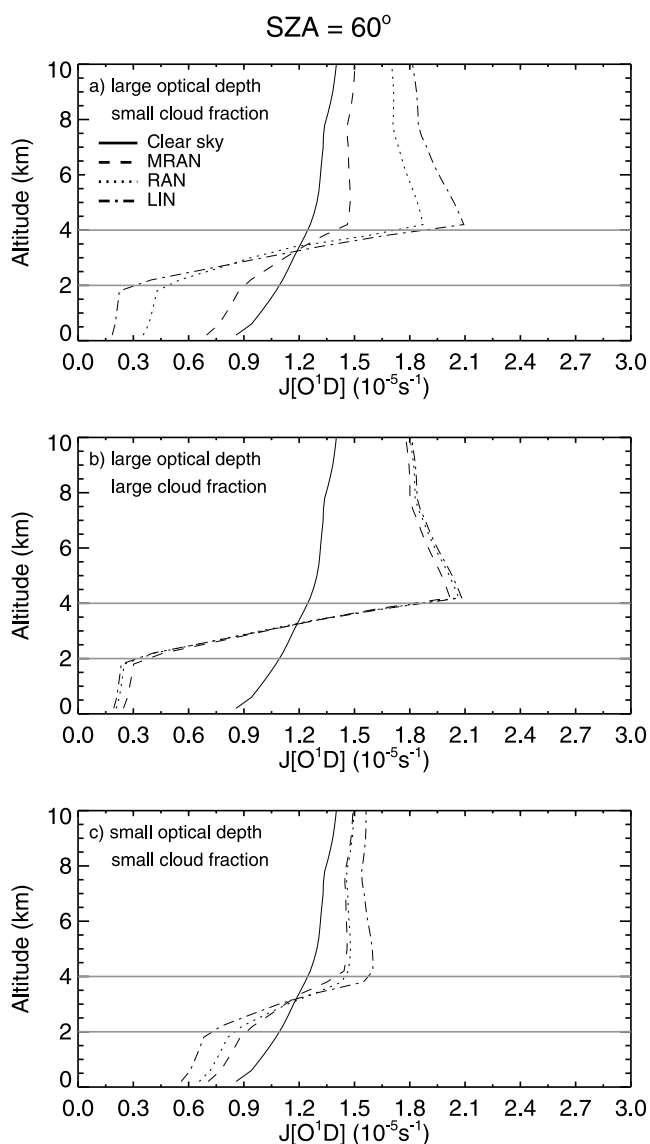 SZA = 60°
a) large optical depth
small cloud fraction
Clear sky
MRAN
RAN
LIN
Altitude (km)
10
8
6
4
2
0
0.0 0.3 0.6 0.9 1.2 1.5 1.8 2.1 2.4 2.7 3.0
J[O¹D] (10⁻⁵s⁻¹)
b) large optical depth
large cloud fraction
Altitude (km)
10
8
6
4
2
0
0.0 0.3 0.6 0.9 1.2 1.5 1.8 2.1 2.4 2.7 3.0
J[O¹D] (10⁻⁵s⁻¹)
c) small optical depth
small cloud fraction
Altitude (km)
10
8
6
4
2
0
0.0 0.3 0.6 0.9 1.2 1.5 1.8 2.1 2.4 2.7 3.0
J[O¹D] (10⁻⁵s⁻¹)